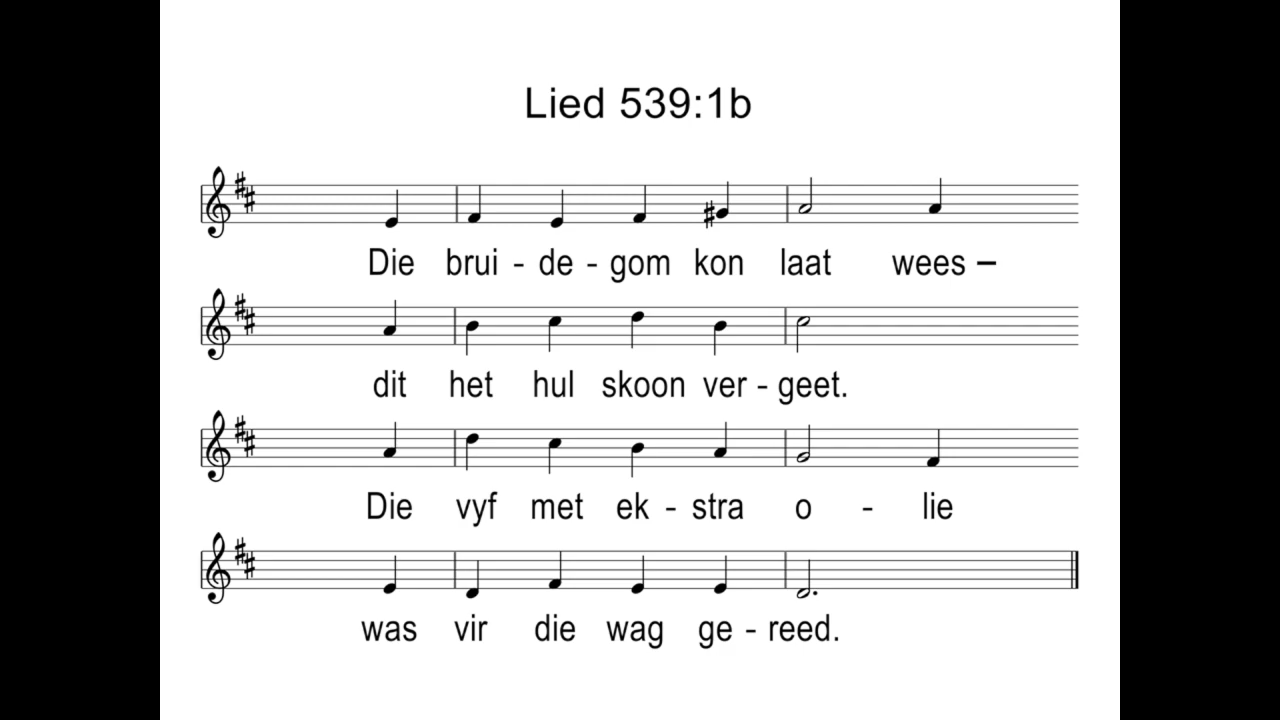 Lied 539:1b
Die brui - de - gom kon laat wees –
dit het hul skoon ver - geet.
Die vyf met ek - stra o - lie
was vir die wag ge - reed.